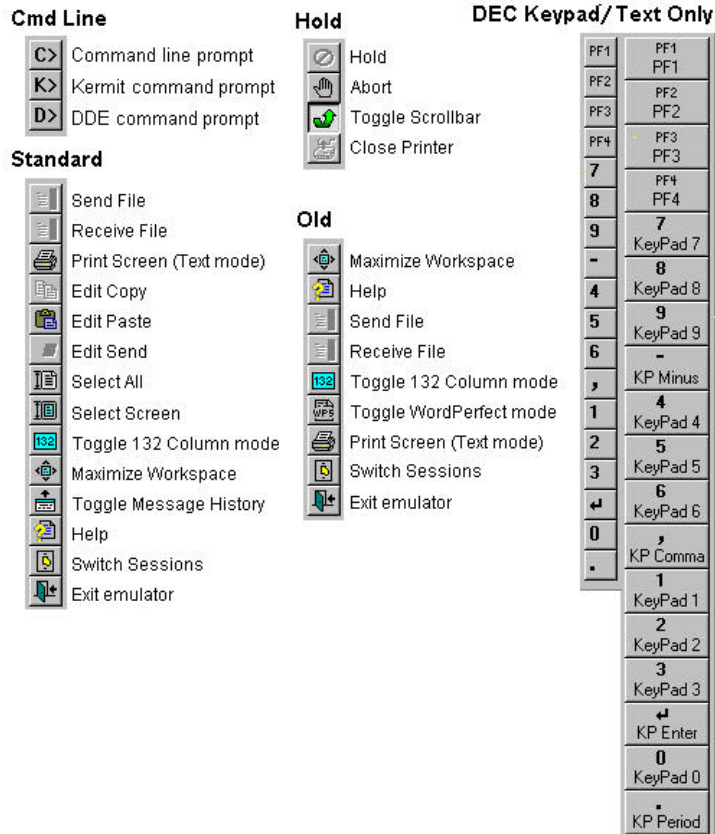 Cmd Line
C> Command line prompt
K> Kermit command prompt
D> DDE command prompt
Standard
Send File
Receive File
Print Screen (Text mode)
Edit Copy
Edit Paste
Edit Send
Select All
Select Screen
132 Toggle 132 Column mode
Maximize Workspace
Toggle Message History
Help
Switch Sessions
Exit emulator
Hold
Hold
Abort
Toggle Scrollbar
Close Printer
Old
Maximize Workspace
Help
Send File
Receive File
132 Toggle 132 Column mode
WP5 Toggle WordPerfect mode
Print Screen (Text mode)
Switch Sessions
Exit emulator
DEC Keypad/Text Only
PF1
PF2
PF3
PF4
7
8
9
-
4
5
6
,
1
2
3
↵
0
.
PF1
PF1
PF2
PF2
PF3
PF3
PF4
PF4
7
KeyPad 7
8
KeyPad 8
9
KeyPad 9
-
KP Minus
4
KeyPad 4
5
KeyPad 5
6
KeyPad 6
,
KP Comma
1
KeyPad 1
2
KeyPad 2
3
KeyPad 3
↵
KP Enter
0
KeyPad 0
.
KP Period